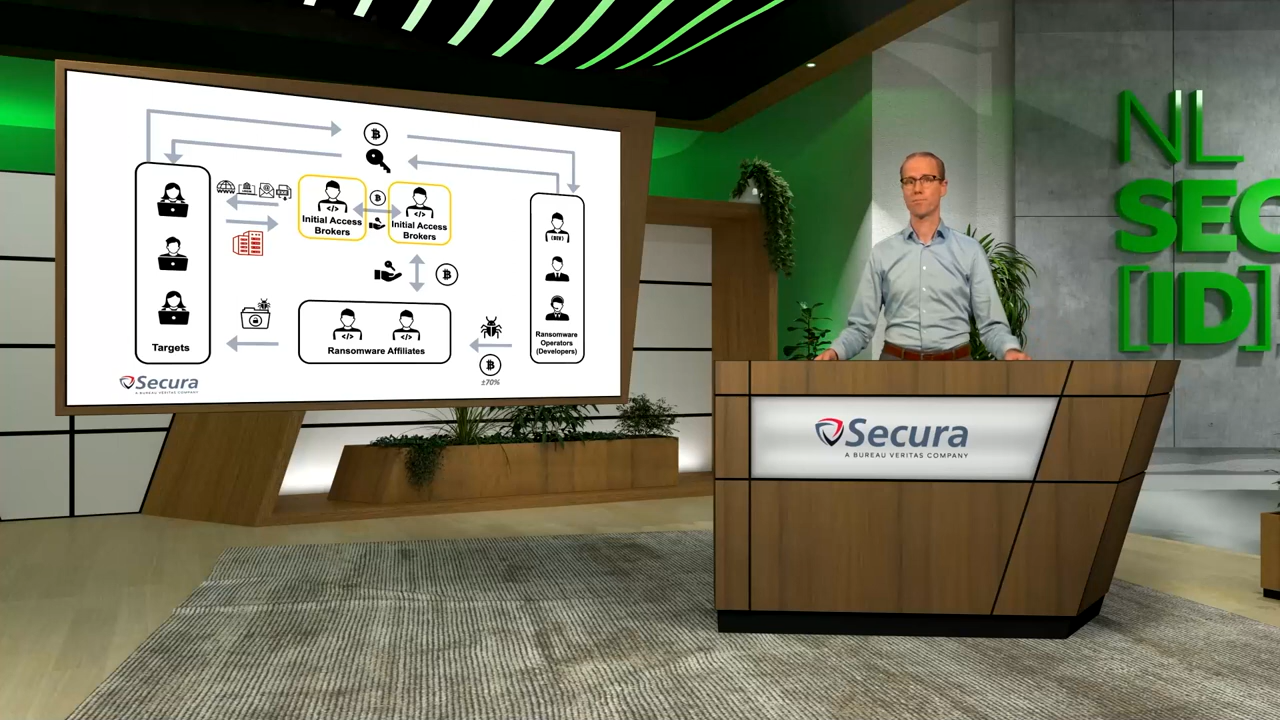 Initial Access
Brokers
Initial Access
Brokers
Targets
Ransomware Affiliates
Ransomware
Operators
(Developers)
±70%
Secura
A BUREAU VERITAS COMPANY
Secura
A BUREAU VERITAS COMPANY
NL
SEC
[ID]